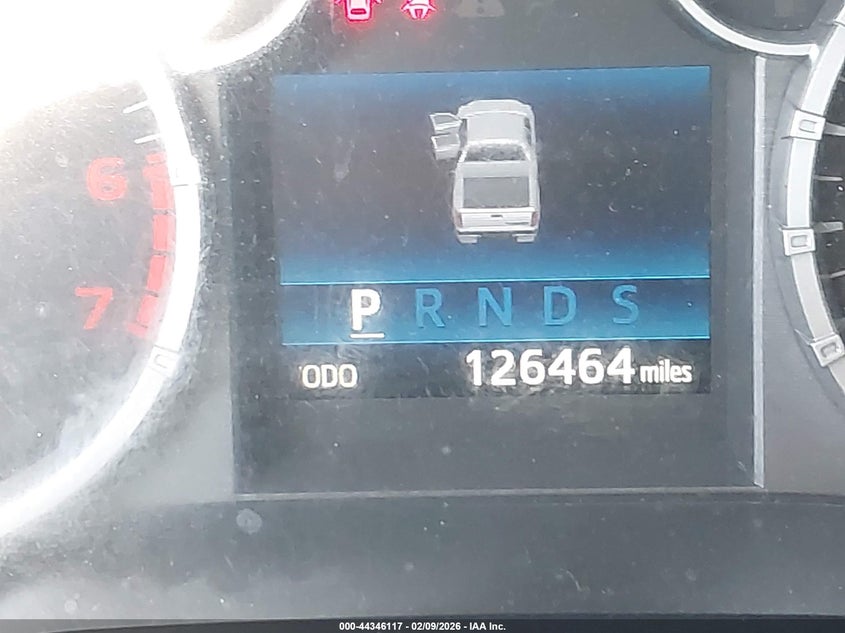 6
7
P R N D S
ODO 126464 miles
000-44346117 - 02/09/2026 - IAA Inc.